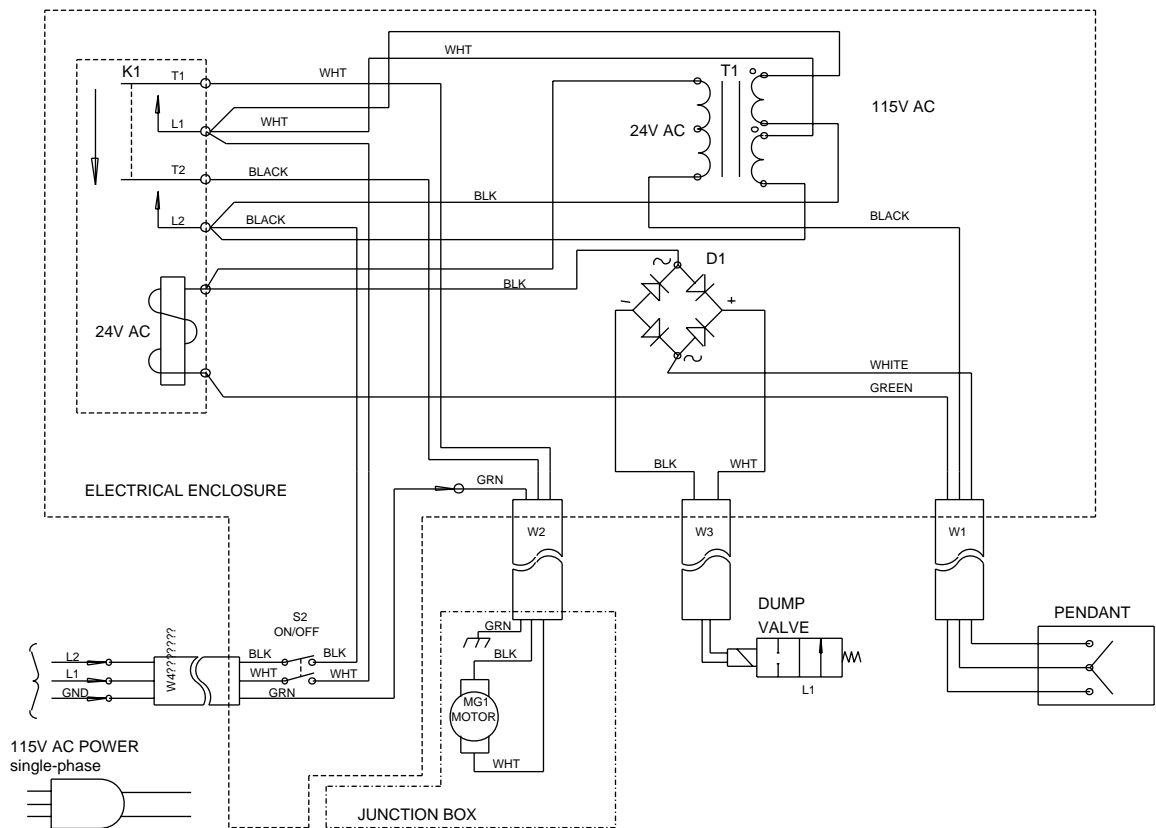 WHT
K1
T1
WHT
T1
115V AC
L1
WHT
24V AC
T2
BLACK
BLK
L2
BLACK
BLACK
D1
BLK
24V AC
WHITE
GREEN
BLK
WHT
ELECTRICAL ENCLOSURE
GRN
W2
W3
W1
S2
ON/OFF
DUMP
VALVE
PENDANT
GRN
L2
W4???????
BLK
BLK
BLK
L1
WHT
WHT
GND
GRN
L1
MG1
MOTOR
115V AC POWER
single-phase
WHT
JUNCTION BOX